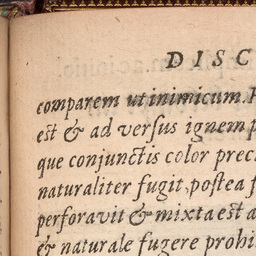 DISC
comparem ut inimicum.
est & ad versus ignem
que conjunctis color prec
naturaliter fugit, postea
perforavit & mixta est a
& naturale fugere prohi